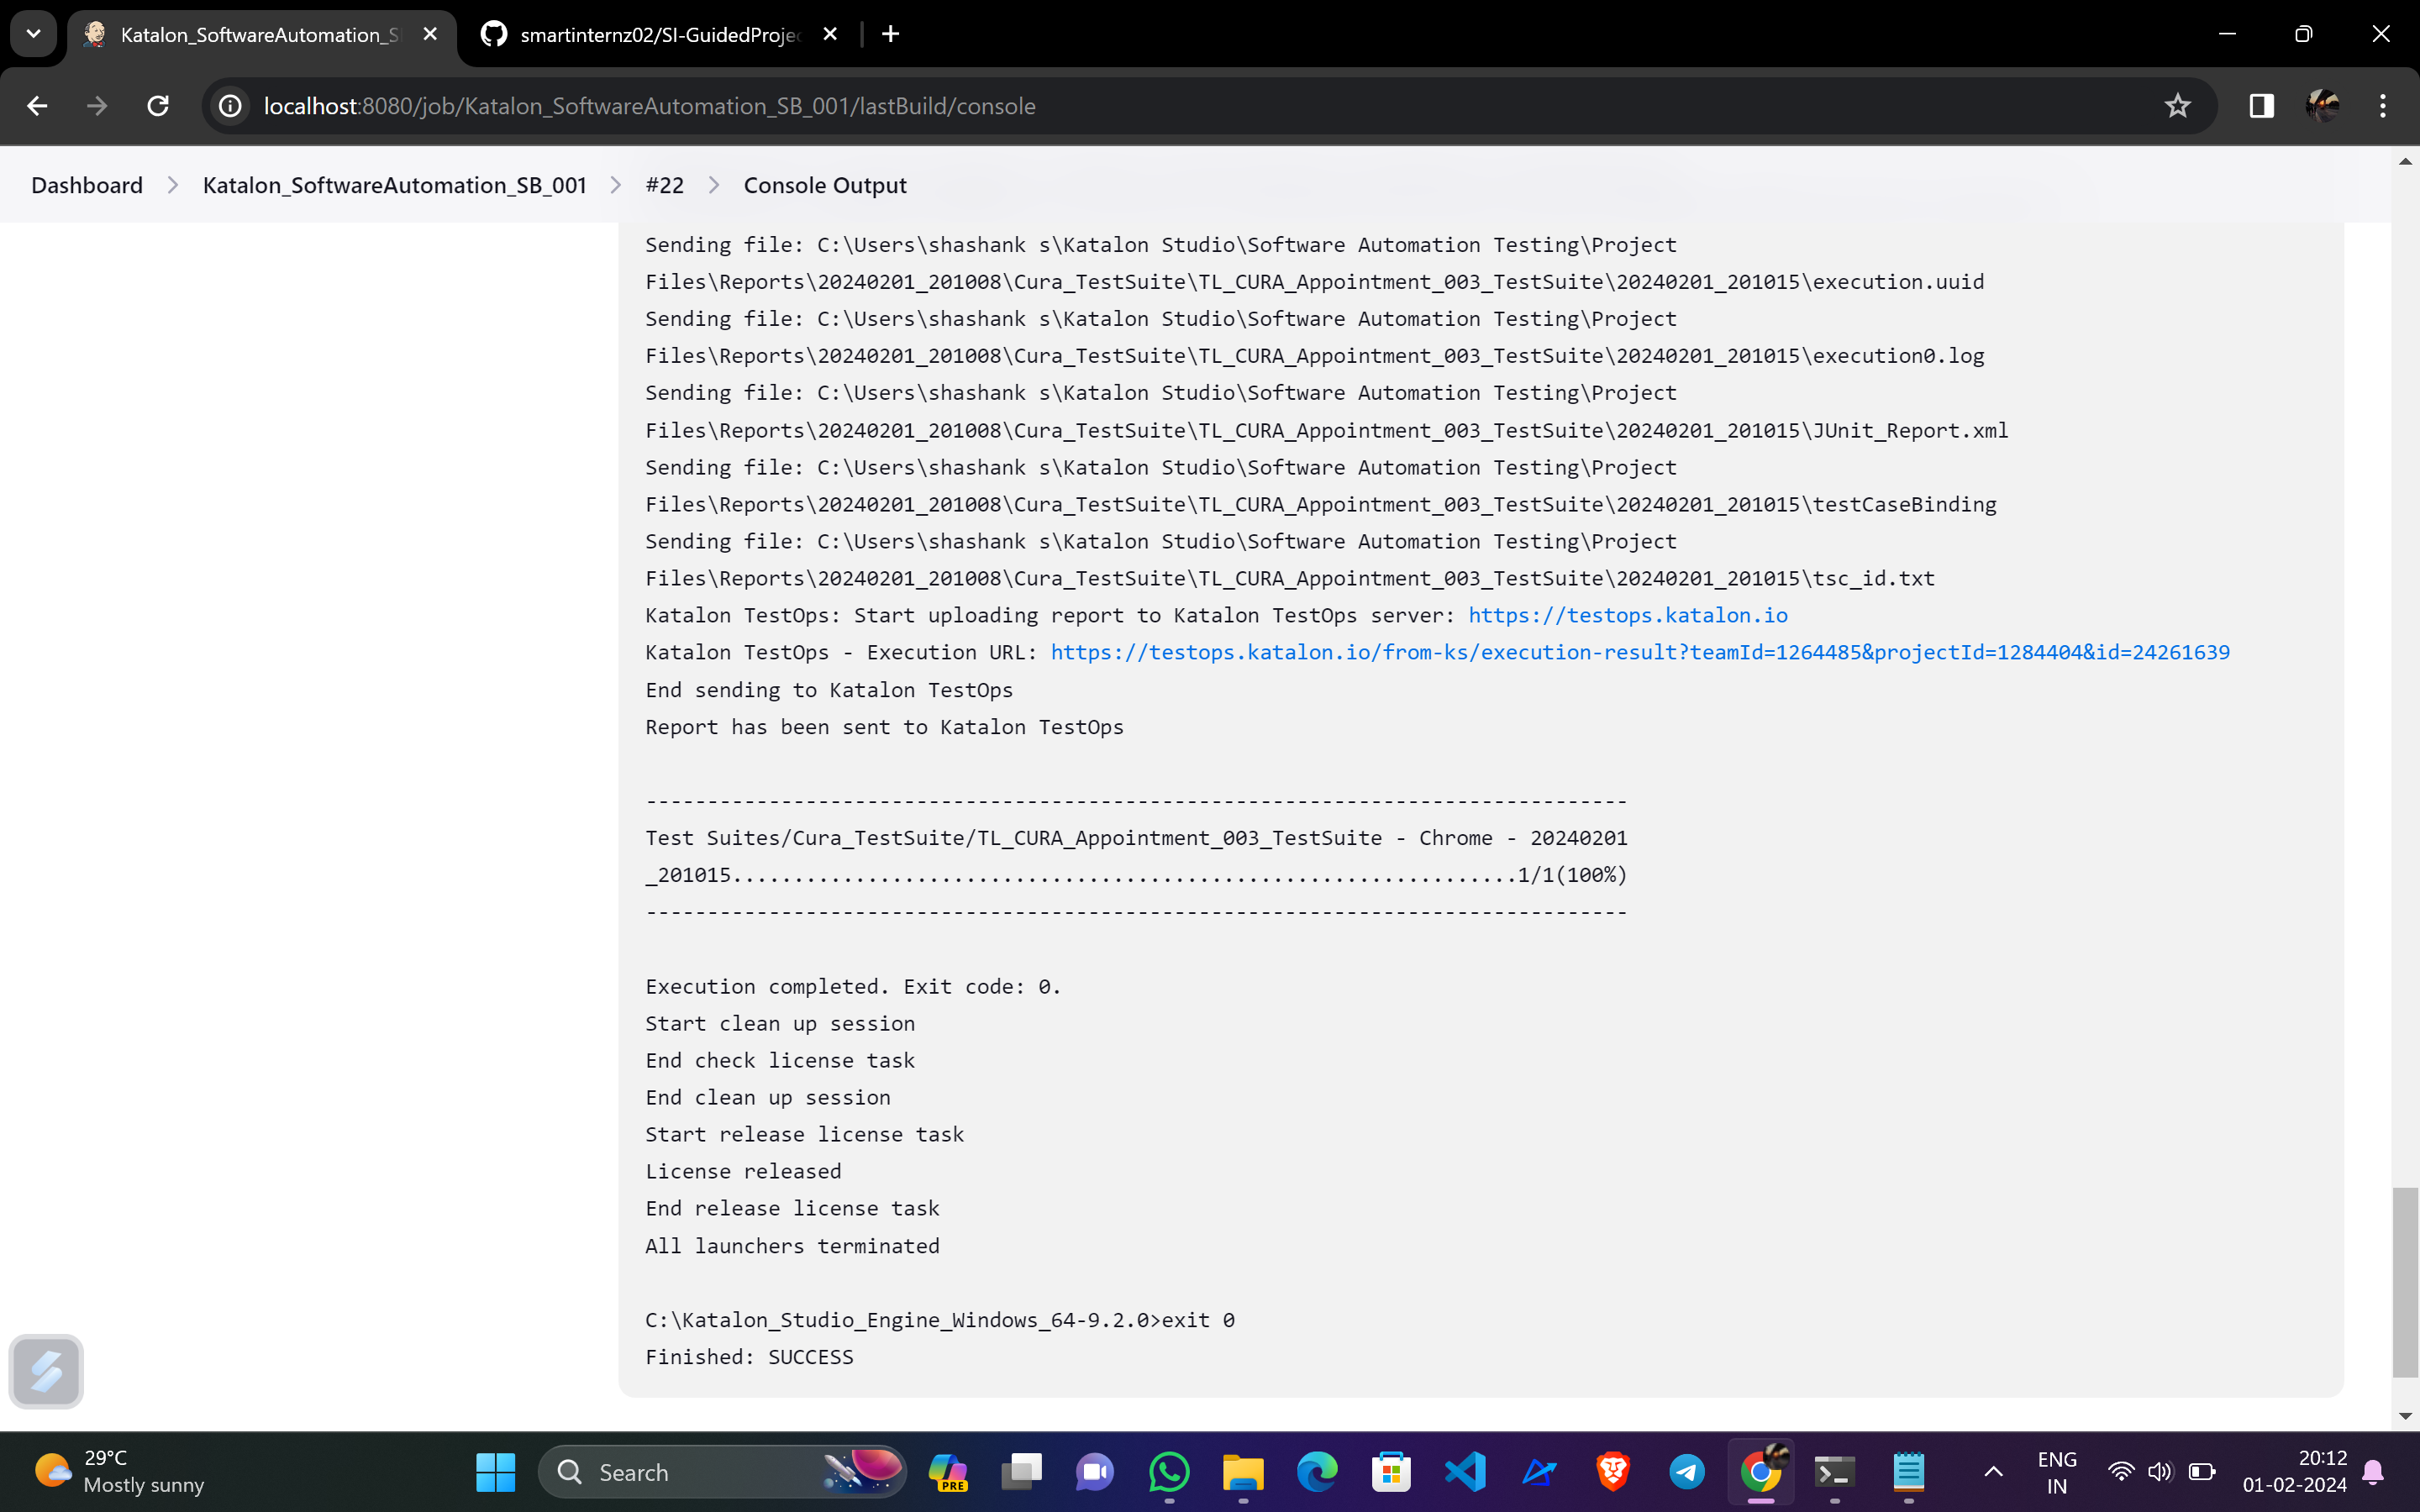 Katalon_SoftwareAutomation_S
smartinternz02/SI-GuidedProje
localhost:8080/job/Katalon_SoftwareAutomation_SB_001/lastBuild/console
Dashboard > Katalon_SoftwareAutomation_SB_001 > #22 > Console Output
Sending file: C:\Users\shashank s\Katalon Studio\Software Automation Testing\Project
Files\Reports\20240201_201008\Cura_TestSuite\TL_CURA_Appointment_003_TestSuite\20240201_201015\execution.uuid
Sending file: C:\Users\shashank s\Katalon Studio\Software Automation Testing\Project
Files\Reports\20240201_201008\Cura_TestSuite\TL_CURA_Appointment_003_TestSuite\20240201_201015\execution0.log
Sending file: C:\Users\shashank s\Katalon Studio\Software Automation Testing\Project
Files\Reports\20240201_201008\Cura_TestSuite\TL_CURA_Appointment_003_TestSuite\20240201_201015\JUnit_Report.xml
Sending file: C:\Users\shashank s\Katalon Studio\Software Automation Testing\Project
Files\Reports\20240201_201008\Cura_TestSuite\TL_CURA_Appointment_003_TestSuite\20240201_201015\testCaseBinding
Sending file: C:\Users\shashank s\Katalon Studio\Software Automation Testing\Project
Files\Reports\20240201_201008\Cura_TestSuite\TL_CURA_Appointment_003_TestSuite\20240201_201015\tsc_id.txt
Katalon TestOps: Start uploading report to Katalon TestOps server: https://testops.katalon.io
Katalon TestOps - Execution URL: https://testops.katalon.io/from-ks/execution-result?teamId=1264485&projectId=1284404&id=24261639
End sending to Katalon TestOps
Report has been sent to Katalon TestOps
--------------------------------------------------------------------------------
Test Suites/Cura_TestSuite/TL_CURA_Appointment_003_TestSuite - Chrome - 20240201
_201015................................................................1/1(100%)
--------------------------------------------------------------------------------
Execution completed. Exit code: 0.
Start clean up session
End check license task
End clean up session
Start release license task
License released
End release license task
All launchers terminated
C:\Katalon_Studio_Engine_Windows_64-9.2.0>exit 0
Finished: SUCCESS
29°C
Mostly sunny
Search
PRE
ENG
IN
20:12
01-02-2024